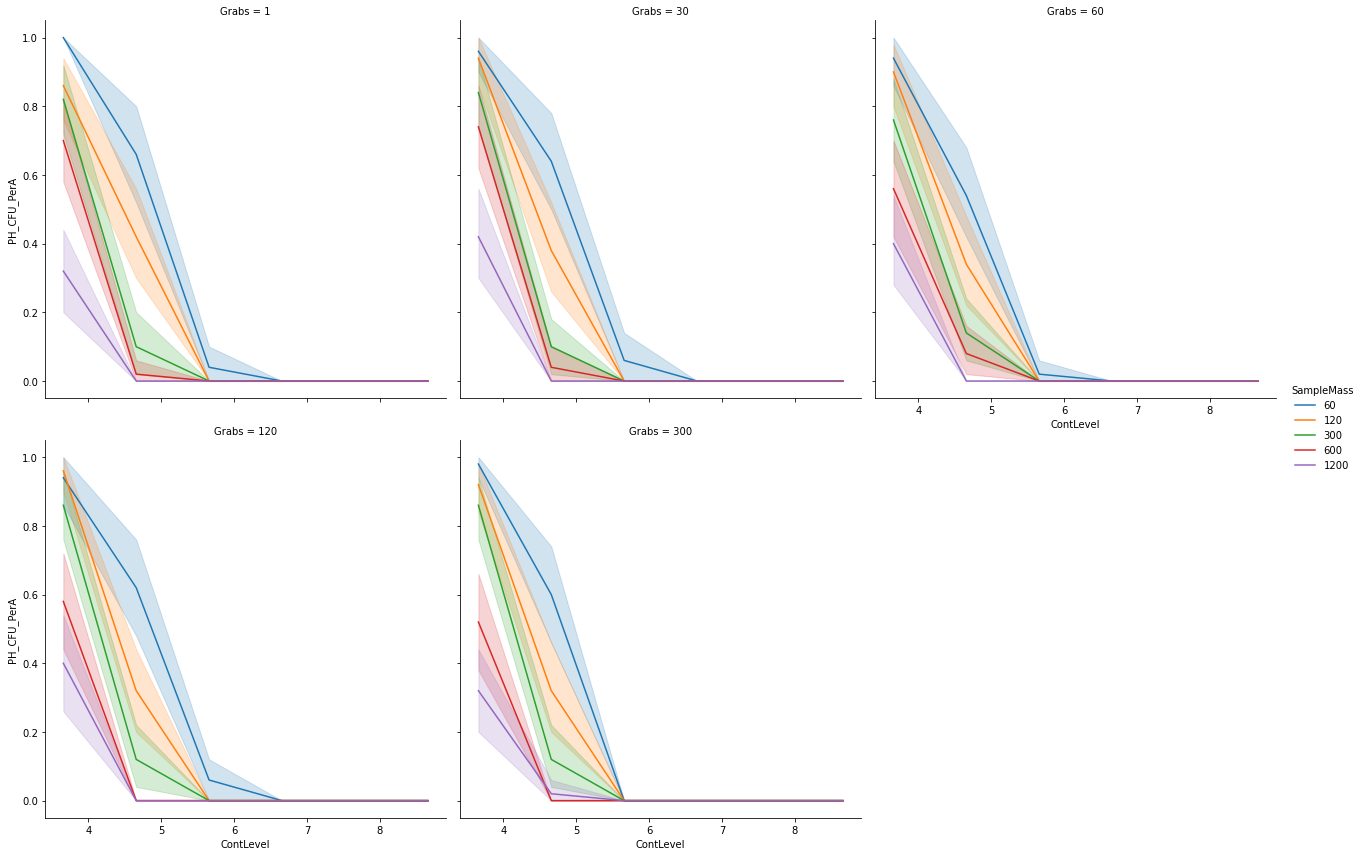 Grabs = 1
Grabs = 30
Grabs = 60
1.0
0.8
0.6
0.4
0.2
0.0
PH_CFU_PerA
4
5
6
7
8
ContLevel
SampleMass
60
120
300
600
1200
Grabs = 120
Grabs = 300
1.0
0.8
0.6
0.4
0.2
0.0
PH_CFU_PerA
4
5
6
7
8
ContLevel
4
5
6
7
8
ContLevel